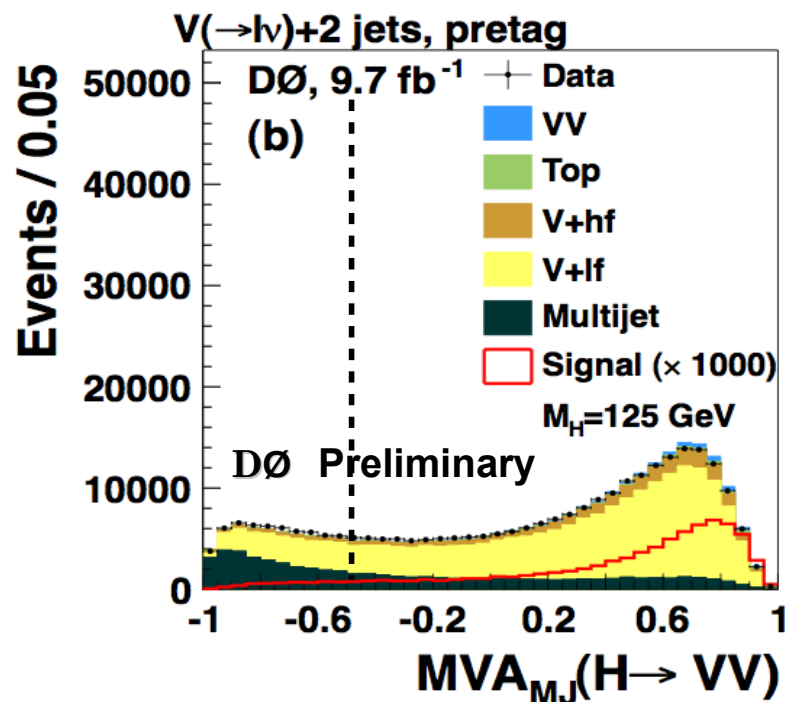 V(→lν)+2 jets, pretag
DØ, 9.7 fb⁻¹
(b)
Data
VV
Top
V+hf
V+lf
Multijet
Signal (× 1000)
M_H=125 GeV
DØ Preliminary
Events / 0.05
50000
40000
30000
20000
10000
0
-1 -0.6 -0.2 0.2 0.6 1
MVA_MJ(H→ VV)